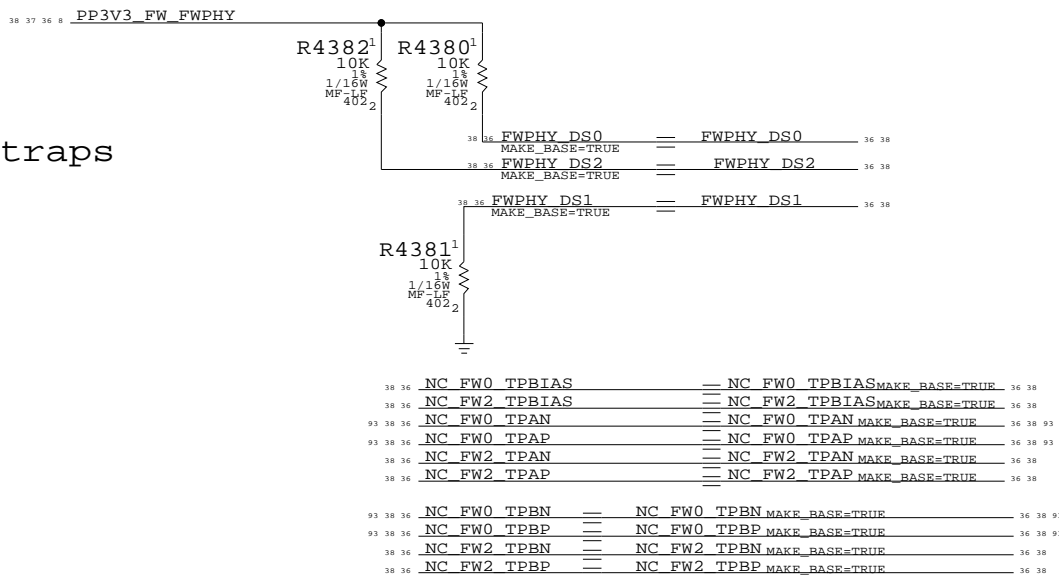 38 37 36 8 PP3V3_FW_FWPHY
R4382 1 R4380 1
10K 10K
1% 1%
1/16W 1/16W
MF-LF MF-LF
402 2 402 2
traps
38 36 FWPHY_DS0 FWPHY_DS0 36 38
MAKE_BASE=TRUE
38 36 FWPHY_DS2 FWPHY_DS2 36 38
MAKE_BASE=TRUE
38 36 FWPHY_DS1 FWPHY_DS1 36 38
MAKE_BASE=TRUE
R4381 1
10K
1%
1/16W
MF-LF
402 2
38 36 NC_FW0_TPBIAS NC_FW0_TPBIAS MAKE_BASE=TRUE 36 38
38 36 NC_FW2_TPBIAS NC_FW2_TPBIAS MAKE_BASE=TRUE 36 38
93 38 36 NC_FW0_TPAN NC_FW0_TPAN MAKE_BASE=TRUE 36 38 93
93 38 36 NC_FW0_TPAP NC_FW0_TPAP MAKE_BASE=TRUE 36 38 93
38 36 NC_FW2_TPAN NC_FW2_TPAN MAKE_BASE=TRUE 36 38
38 36 NC_FW2_TPAP NC_FW2_TPAP MAKE_BASE=TRUE 36 38
93 38 36 NC_FW0_TPBN NC_FW0_TPBN MAKE_BASE=TRUE 36 38 93
93 38 36 NC_FW0_TPBP NC_FW0_TPBP MAKE_BASE=TRUE 36 38 93
38 36 NC_FW2_TPBN NC_FW2_TPBN MAKE_BASE=TRUE 36 38
38 36 NC_FW2_TPBP NC_FW2_TPBP MAKE_BASE=TRUE 36 38